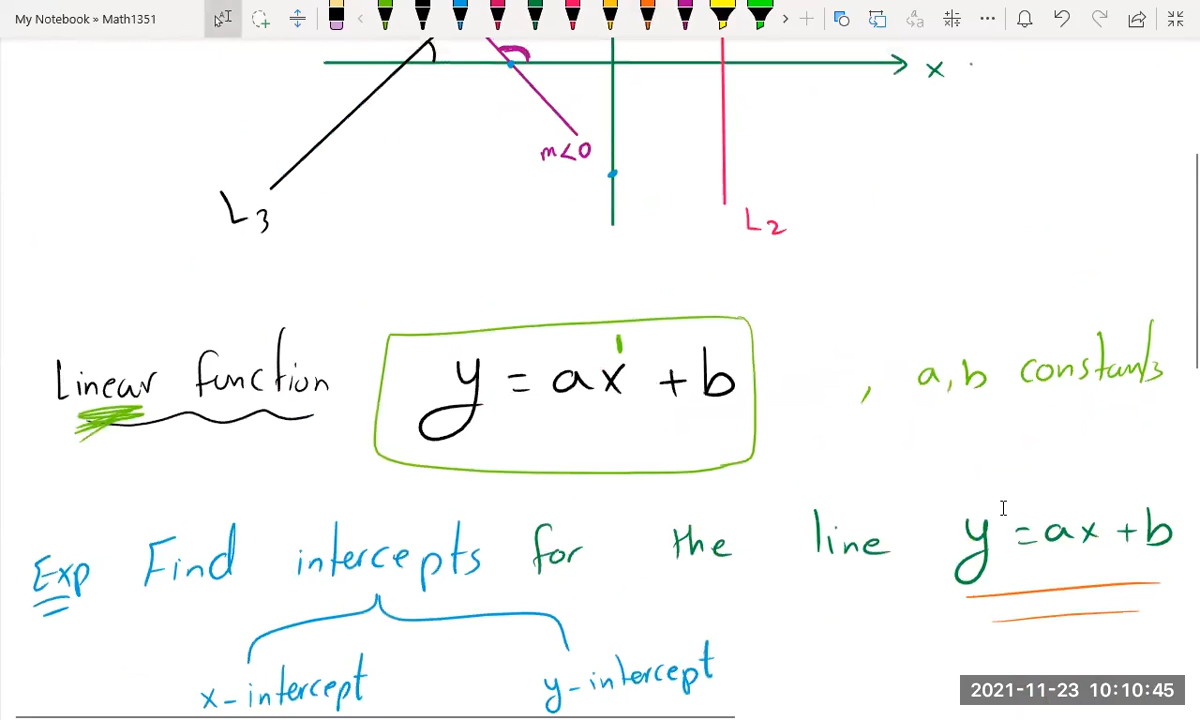 My Notebook » Math1351
x
m<0
L3
L2
Linear function y = ax¹ + b , a,b constants
Exp Find intercepts for the line y = ax + b
x-intercept y-intercept
2021-11-23 10:10:45